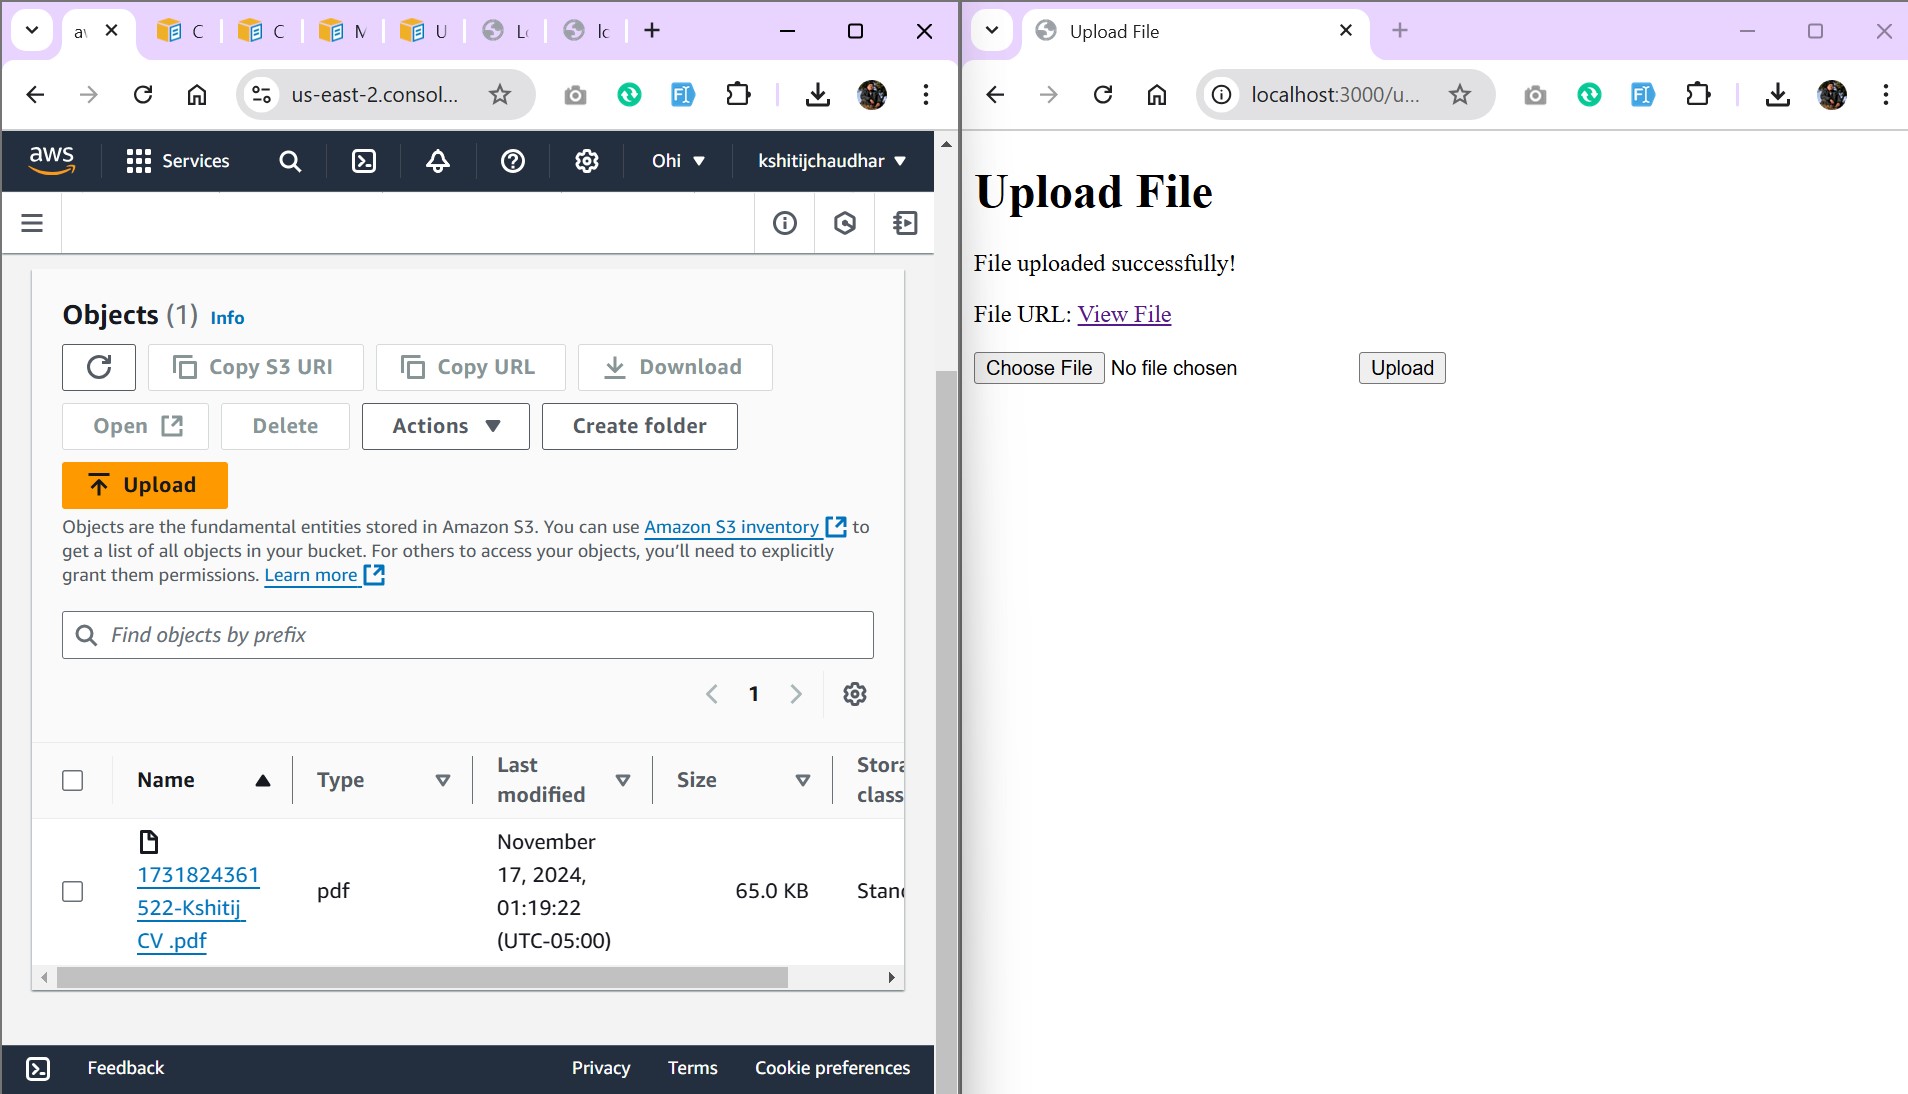 C
C
M
U
us-east-2.consol...
aws
Services
Ohi
kshitijchaudhar
Objects (1) Info
Copy S3 URI
Copy URL
Download
Open
Delete
Actions
Create folder
Upload
Objects are the fundamental entities stored in Amazon S3. You can use Amazon S3 inventory to
get a list of all objects in your bucket. For others to access your objects, you'll need to explicitly
grant them permissions. Learn more
Find objects by prefix
1
Name
Type
Last
modified
Size
Stora
class
1731824361
522-Kshitij
CV .pdf
pdf
November
17, 2024,
01:19:22
(UTC-05:00)
65.0 KB
Stand
Feedback
Privacy
Terms
Cookie preferences
Upload File
localhost:3000/u...
Upload File
File uploaded successfully!
File URL: View File
Choose File No file chosen
Upload